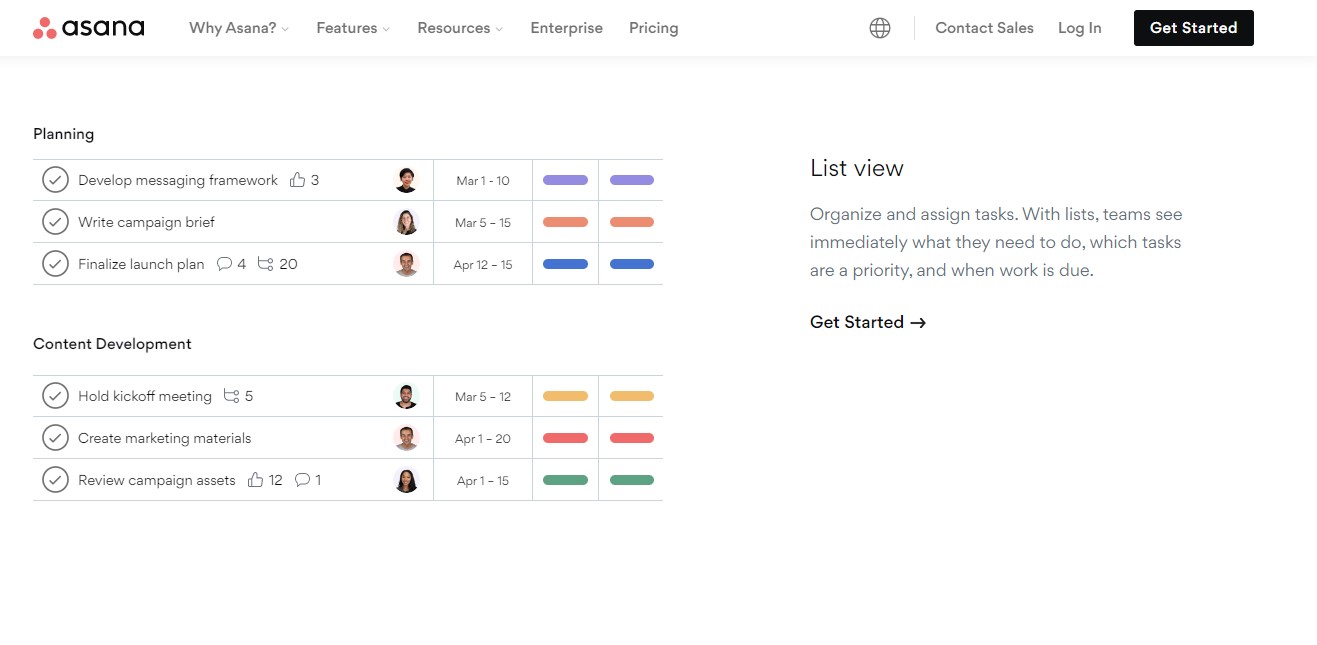 asana Why Asana? Features Resources Enterprise Pricing Contact Sales Log In Get Started
Planning
Develop messaging framework 3 Mar 1 - 10
Write campaign brief Mar 5 – 15
Finalize launch plan 4 20 Apr 12 – 15
Content Development
Hold kickoff meeting 5 Mar 5 – 12
Create marketing materials Apr 1 – 20
Review campaign assets 12 1 Apr 1 – 15
List view
Organize and assign tasks. With lists, teams see
immediately what they need to do, which tasks
are a priority, and when work is due.
Get Started →